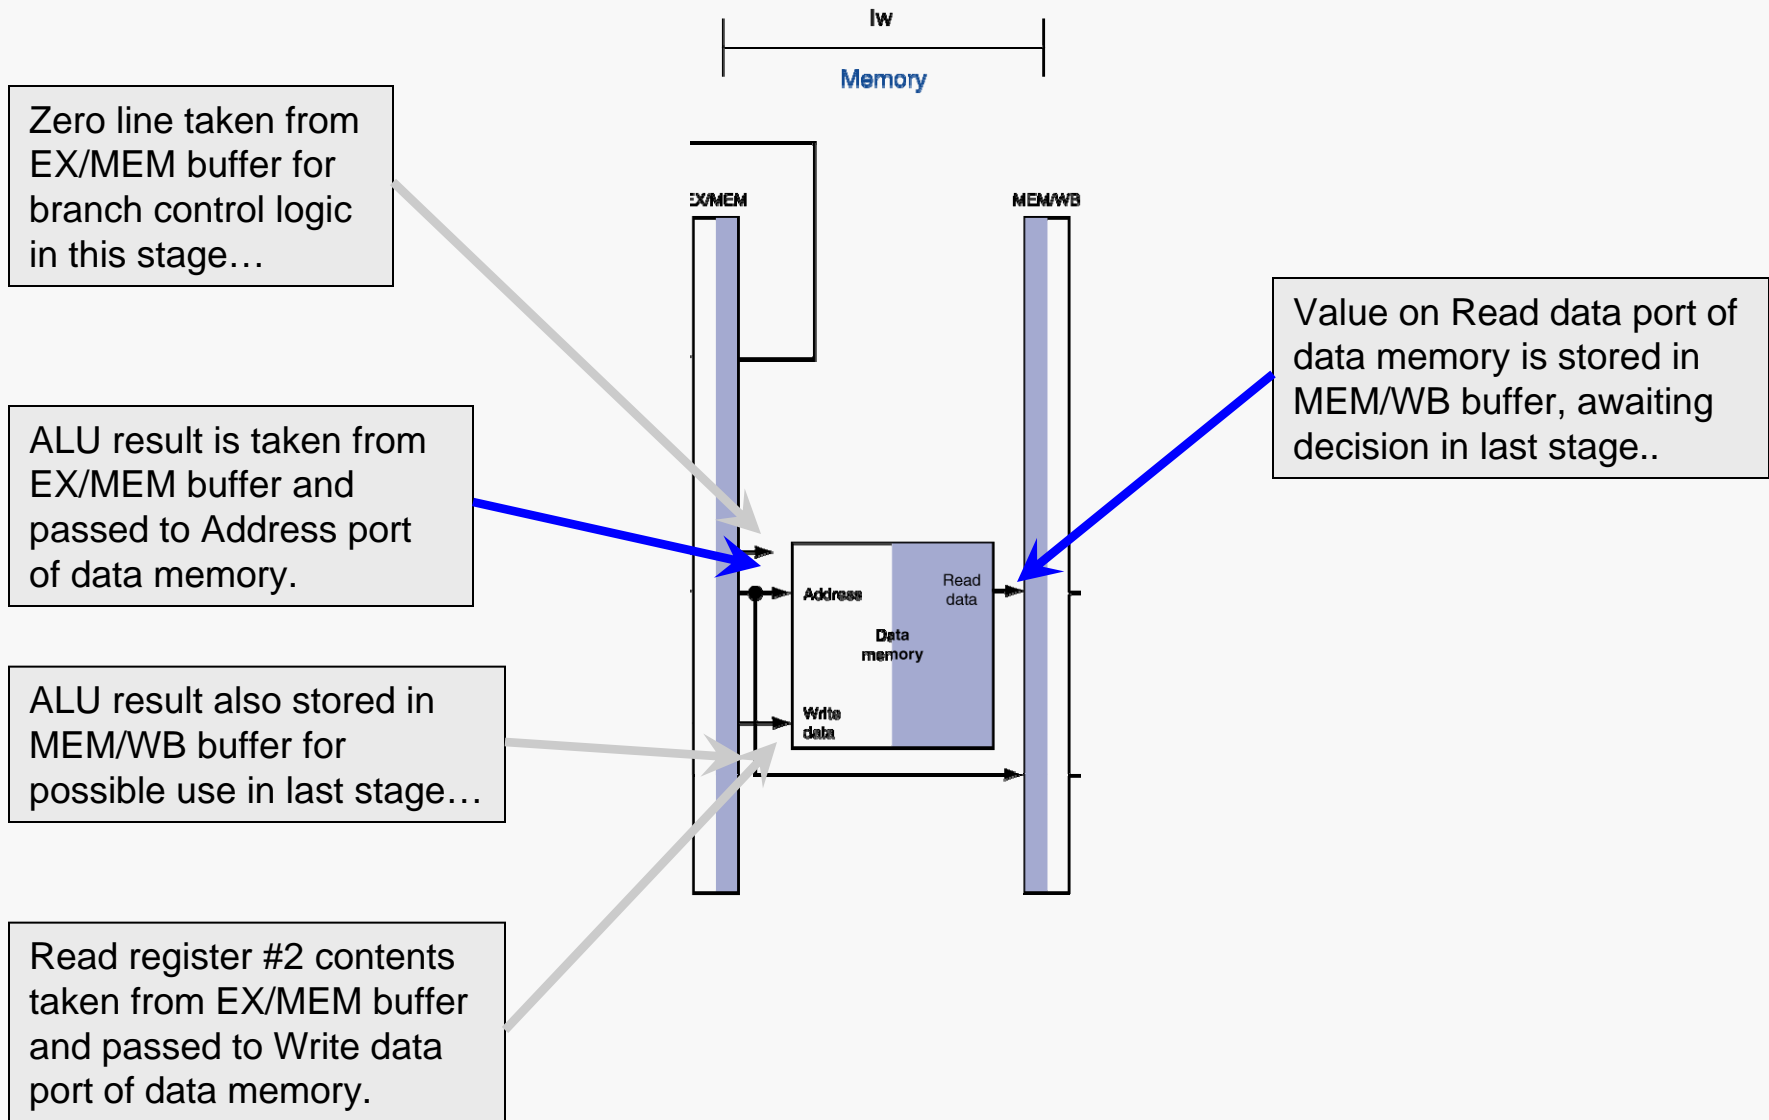 lw
Memory
Zero line taken from
EX/MEM buffer for
branch control logic
in this stage…
EX/MEM
MEM/WB
Value on Read data port of
data memory is stored in
MEM/WB buffer, awaiting
decision in last stage..
ALU result is taken from
EX/MEM buffer and
passed to Address port
of data memory.
Address
Read
data
Data
memory
Write
data
ALU result also stored in
MEM/WB buffer for
possible use in last stage…
Read register #2 contents
taken from EX/MEM buffer
and passed to Write data
port of data memory.